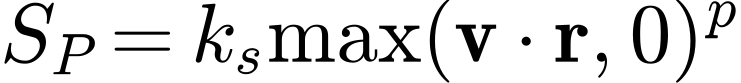 S_P = k_s max(𝐯 · 𝐫, 0)^p